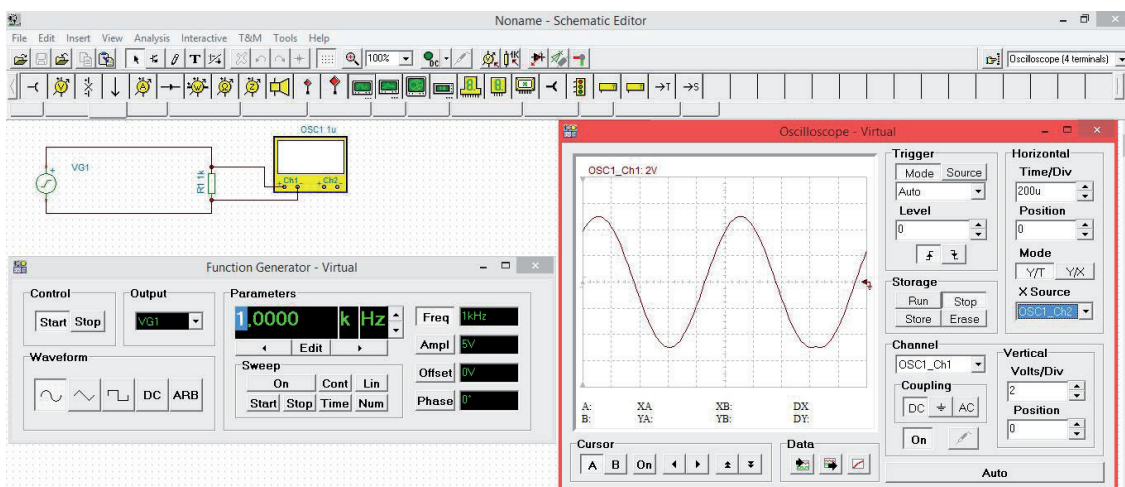 Noname - Schematic Editor
File Edit Insert View Analysis Interactive T&M Tools Help
T 100% DC 1K Oscilloscope (4 terminals)
V W Ω Z 8 8 →T →S
OSC1 1u
VG1
+
R1 1k
+ Ch1 - + Ch2 -
Function Generator - Virtual
Control Output Parameters
Start Stop VG1 1,0000 k Hz Freq 1kHz
Edit Ampl 5V
Waveform Sweep Offset 0V
DC ARB On Cont Lin
Start Stop Time Num Phase 0°
Oscilloscope - Virtual
OSC1_Ch1: 2V
A: XA XB: DX
B: YA: YB: DY:
Cursor
A B On
Data
Trigger
Mode Source
Auto
Level
0
Storage
Run Stop
Store Erase
Channel
OSC1_Ch1
Coupling
DC AC
On
Horizontal
Time/Div
200u
Position
0
Mode
Y/T Y/X
X Source
OSC1_Ch2
Vertical
Volts/Div
2
Position
0
Auto